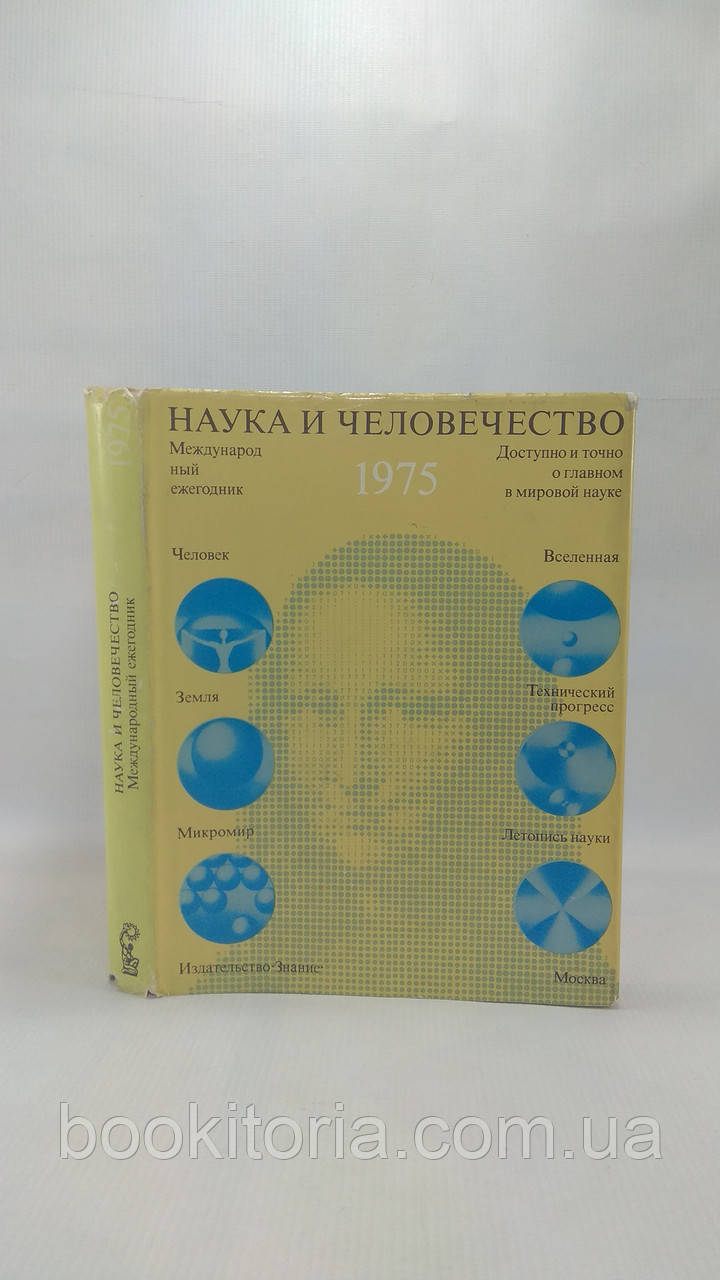 НАУКА И ЧЕЛОВЕЧЕСТВО
Международ
ный
ежегодник
1975
Доступно и точно
о главном
в мировой науке
Человек
Вселенная
Земля
Технический
прогресс
Микромир
Летопись науки
Издательство·Знание·
Москва
1975
НАУКА И ЧЕЛОВЕЧЕСТВО
Международный ежегодник
bookitoria.com.ua